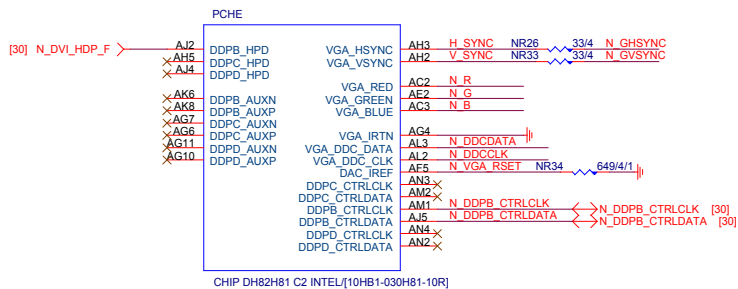 PCHE
[30] N_DVI_HDP_F AJ2 DDPB_HPD VGA_HSYNC AH3 H_SYNC NR26 33/4 N_GHSYNC
AH5 DDPC_HPD VGA_VSYNC AH2 V_SYNC NR33 33/4 N_GVSYNC
AJ4 DDPD_HPD
VGA_RED AC2 N_R
AK6 DDPB_AUXN VGA_GREEN AE2 N_G
AK8 DDPB_AUXP VGA_BLUE AC3 N_B
AG7 DDPC_AUXN
AG6 DDPC_AUXP VGA_IRTN AG4
AG11 DDPD_AUXN VGA_DDC_DATA AL3 N_DDCDATA
AG10 DDPD_AUXP VGA_DDC_CLK AL2 N_DDCCLK
DAC_IREF AF5 N_VGA_RSET NR34 649/4/1
DDPC_CTRLCLK AN3
DDPC_CTRLDATA AM2
DDPB_CTRLCLK AM1 N_DDPB_CTRLCLK N_DDPB_CTRLCLK [30]
DDPB_CTRLDATA AJ5 N_DDPB_CTRLDATA N_DDPB_CTRLDATA [30]
DDPD_CTRLCLK AN4
DDPD_CTRLDATA AN2
CHIP DH82H81 C2 INTEL/[10HB1-030H81-10R]